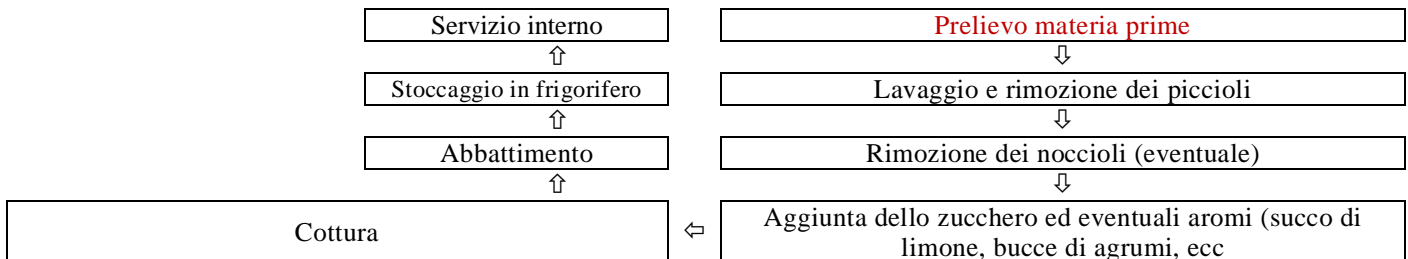 Servizio interno
Prelievo materia prime
⇧
⇩
Stoccaggio in frigorifero
Lavaggio e rimozione dei piccioli
⇧
⇩
Abbattimento
Rimozione dei noccioli (eventuale)
⇧
⇩
Cottura
⇦
Aggiunta dello zucchero ed eventuali aromi (succo di
limone, bucce di agrumi, ecc